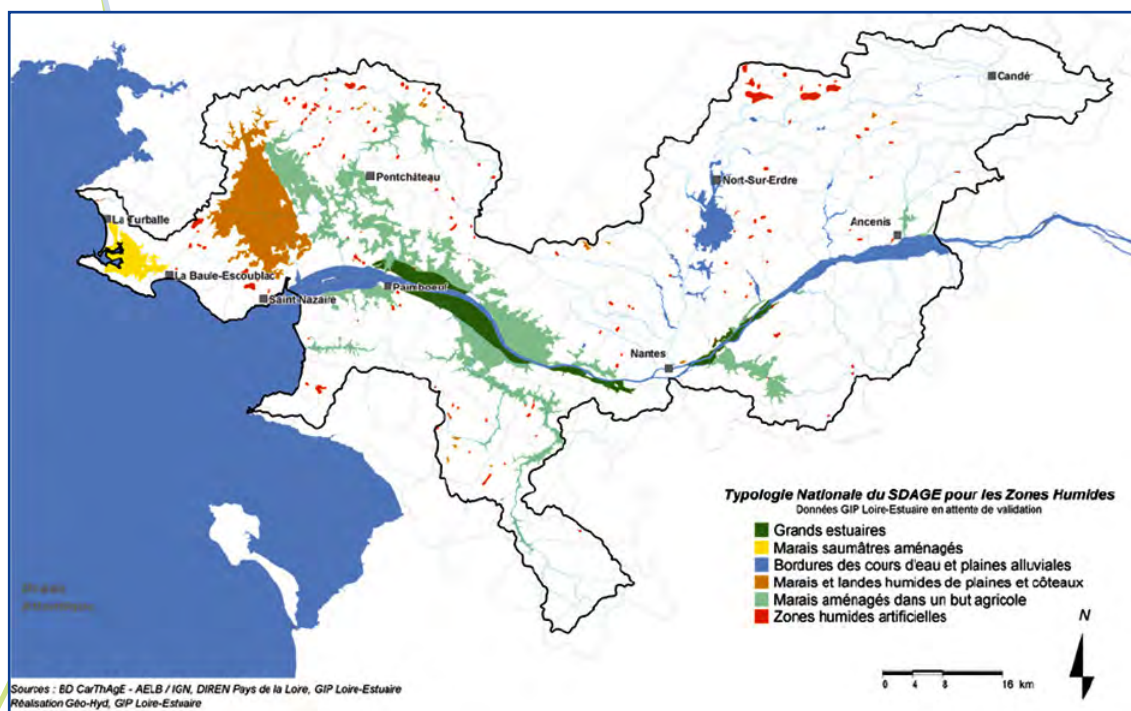 Candé
Pontchâteau
Nort-Sur-Erdre
La Turballe
Ancenis
La Baule-Escoublac
Saint-Nazaire
Paimboeuf
Nantes
Typologie Nationale du SDAGE pour les Zones Humides
Données GIP Loire-Estuaire en attente de validation
Grands estuaires
Marais saumâtres aménagés
Bordures des cours d'eau et plaines alluviales
Marais et landes humides de plaines et côteaux
Marais aménagés dans un but agricole
Zones humides artificielles
N
0 4 8 16 km
Sources : BD CarThAgE - AELB / IGN, DIREN Pays de la Loire, GIP Loire-Estuaire
Réalisation Géo-Hyd, GIP Loire-Estuaire